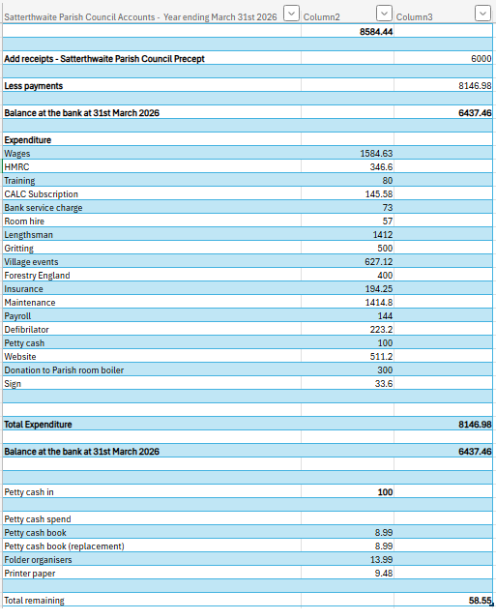 Satterthwaite Parish Council Accounts - Year ending March 31st 2026 Column2 Column3
8584.44
Add receipts - Satterthwaite Parish Council Precept 6000
Less payments 8146.98
Balance at the bank at 31st March 2026 6437.46
Expenditure
Wages 1584.63
HMRC 346.6
Training 80
CALC Subscription 145.58
Bank service charge 73
Room hire 57
Lengthsman 1412
Gritting 500
Village events 627.12
Forestry England 400
Insurance 194.25
Maintenance 1414.8
Payroll 144
Defibrilator 223.2
Petty cash 100
Website 511.2
Donation to Parish room boiler 300
Sign 33.6
Total Expenditure 8146.98
Balance at the bank at 31st March 2026 6437.46
Petty cash in 100
Petty cash spend
Petty cash book 8.99
Petty cash book (replacement) 8.99
Folder organisers 13.99
Printer paper 9.48
Total remaining 58.55